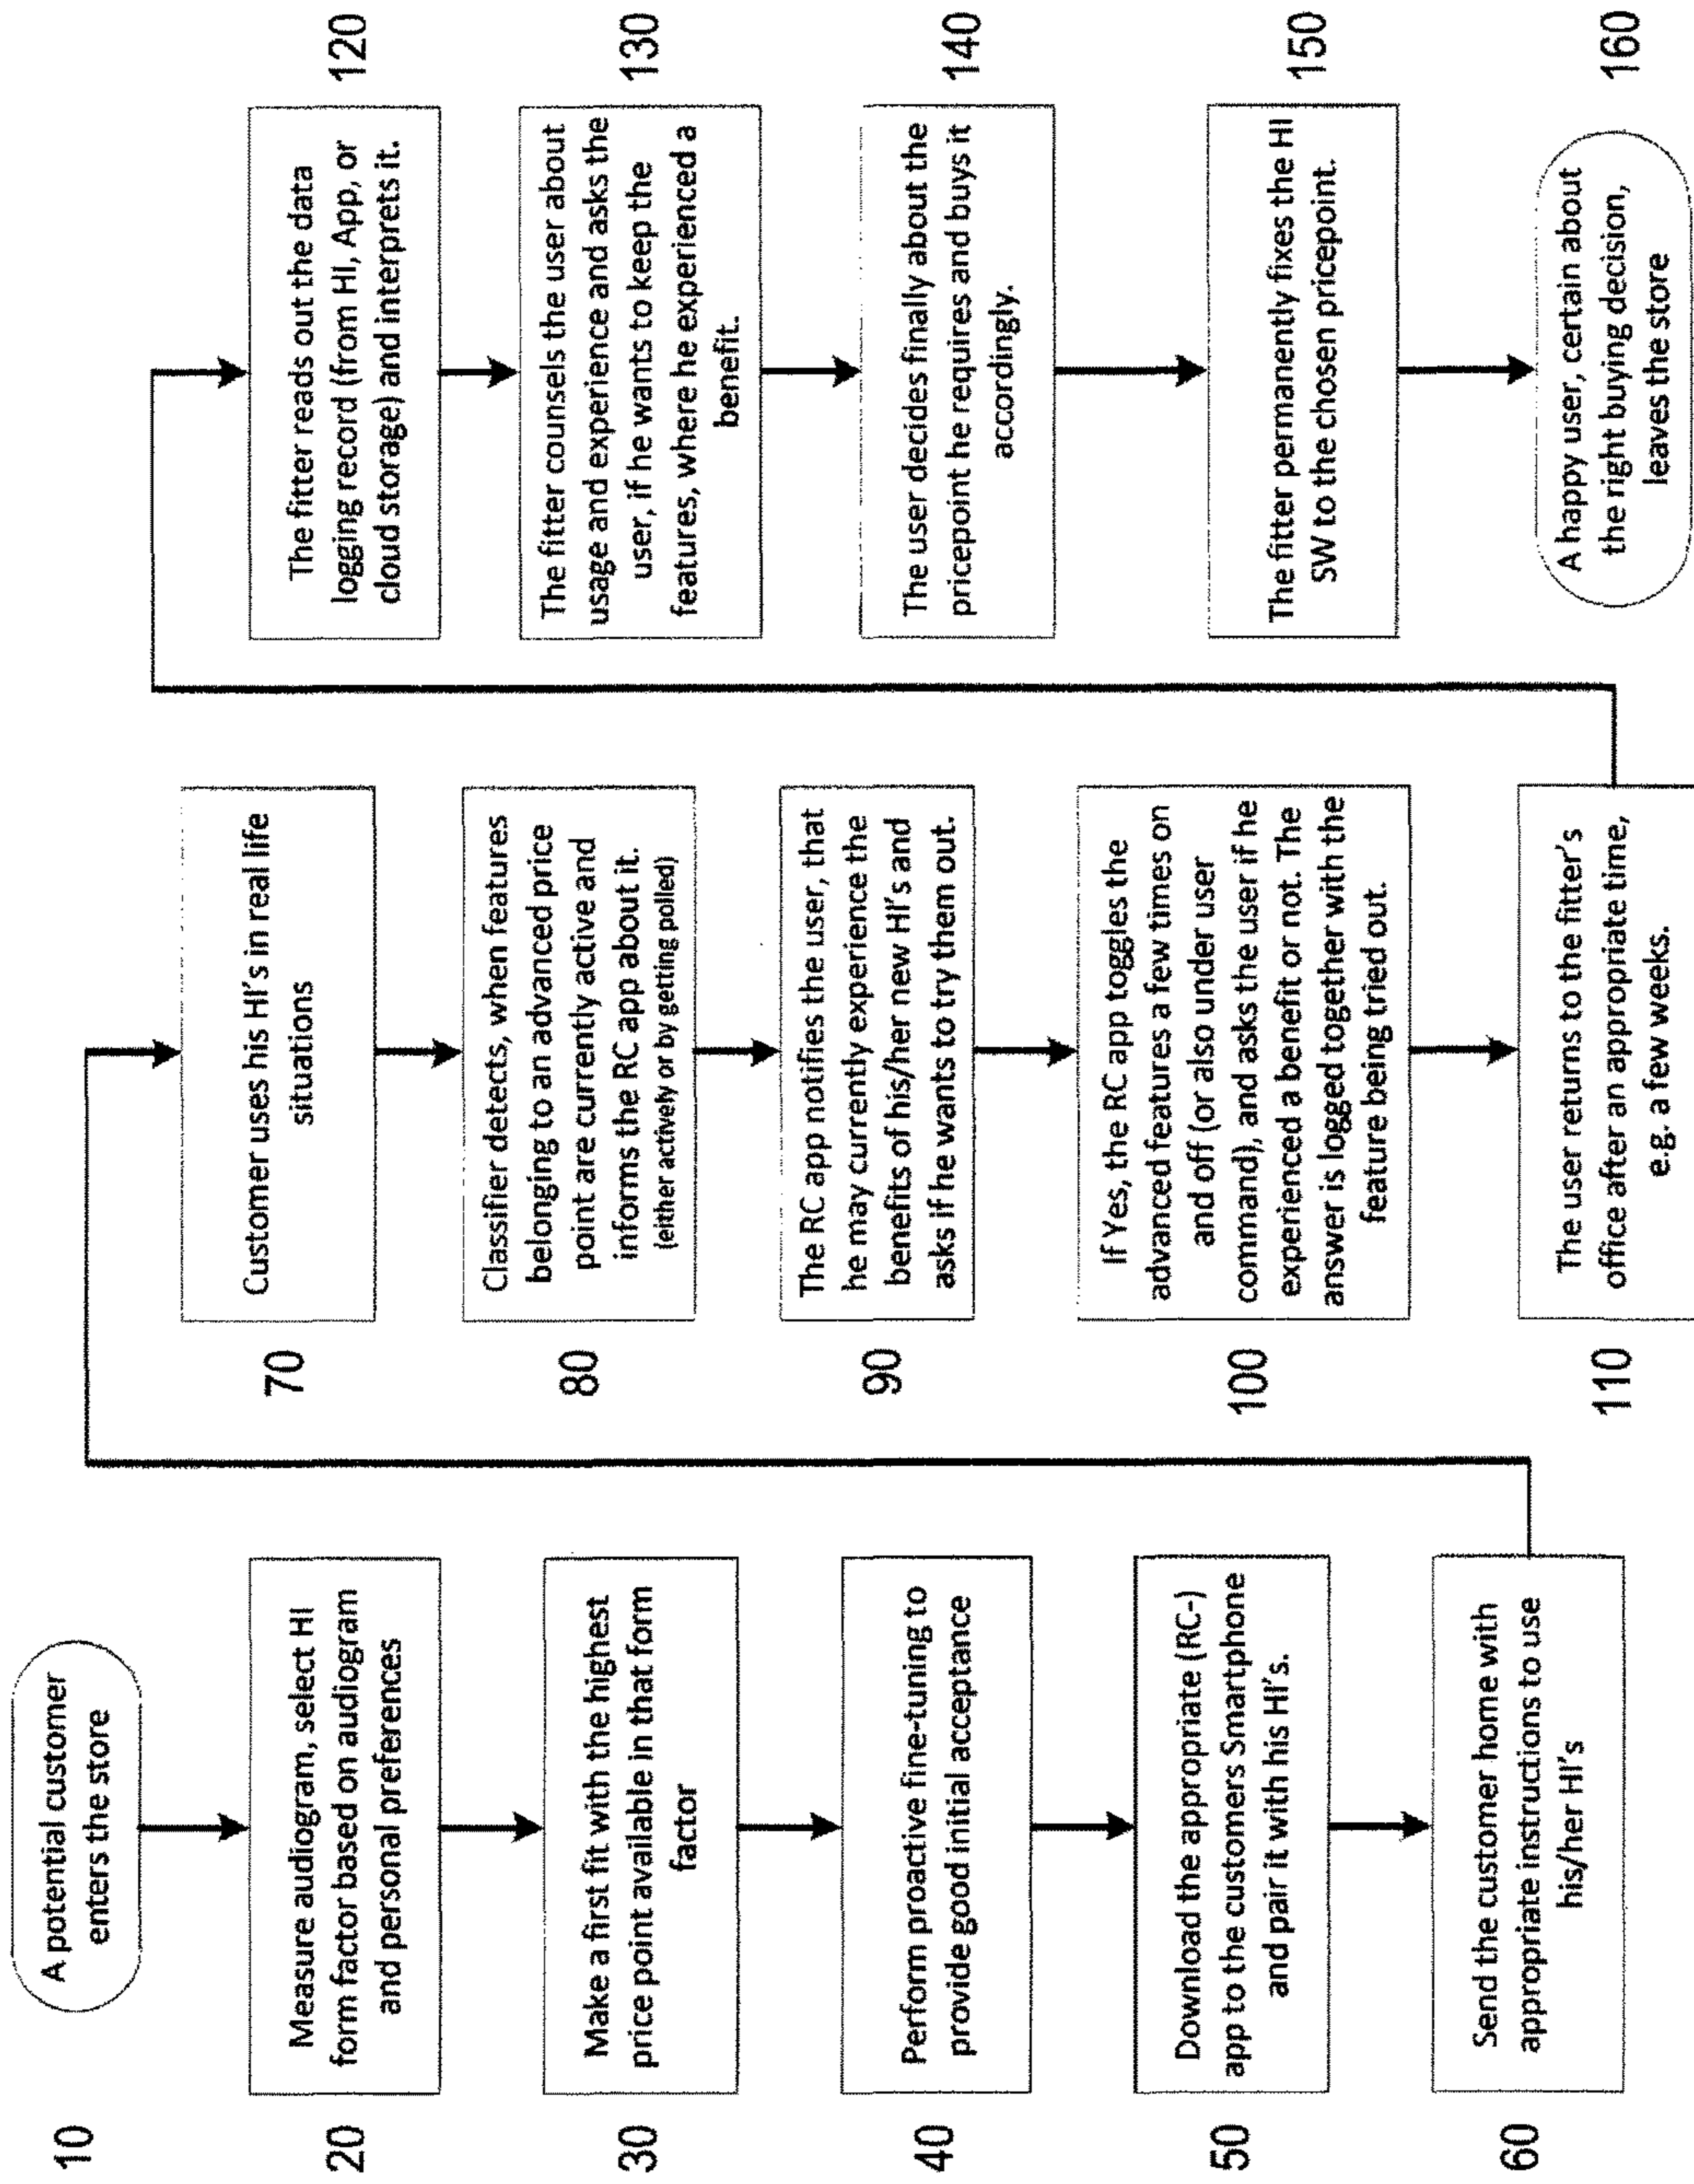 10
A potential customer
enters the store
20
Measure audiogram, select HI
form factor based on audiogram
and personal preferences
30
Make a first fit with the highest
price point available in that form
factor
40
Perform proactive fine-tuning to
provide good initial acceptance
50
Download the appropriate (RC-)
app to the customers Smartphone
and pair it with his HI's.
60
Send the customer home with
appropriate instructions to use
his/her HI's
70
Customer uses his HI's in real life
situations
80
Classifier detects, when features
belonging to an advanced price
point are currently active and
informs the RC app about it.
(either actively or by getting polled)
90
The RC app notifies the user, that
he may currently experience the
benefits of his/her new HI's and
asks if he wants to try them out.
100
If Yes, the RC app toggles the
advanced features a few times on
and off (or also under user
command), and asks the user if he
experienced a benefit or not. The
answer is logged together with the
feature being tried out.
110
The user returns to the fitter's
office after an appropriate time,
e.g. a few weeks.
The fitter reads out the data
logging record (from HI, App, or
cloud storage) and interprets it.
120
The fitter counsels the user about
usage and experience and asks the
user, if he wants to keep the
features, where he experienced a
benefit.
130
The user decides finally about the
pricepoint he requires and buys it
accordingly.
140
The fitter permanently fixes the HI
SW to the chosen pricepoint.
150
A happy user, certain about
the right buying decision,
leaves the store
160